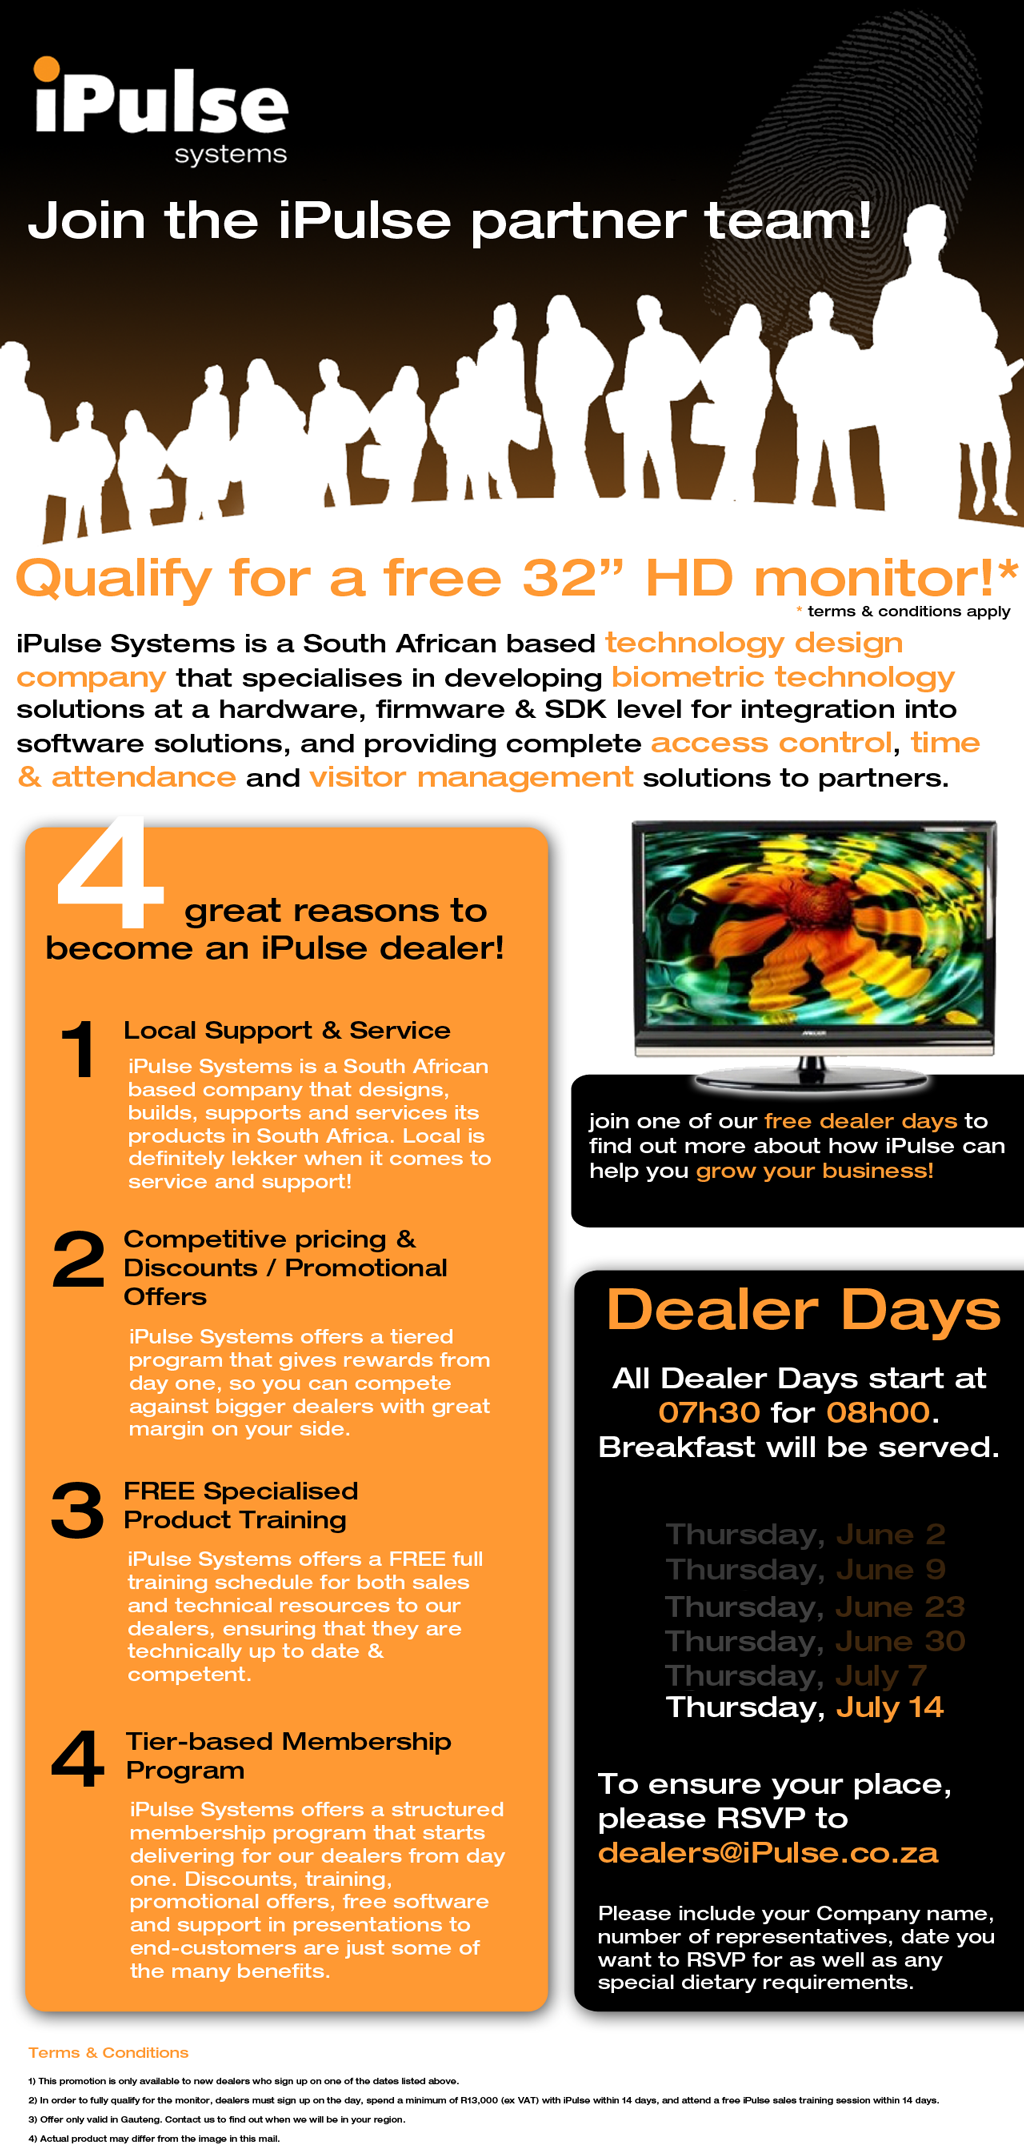 iPulse
systems
Join the iPulse partner team!
Qualify for a free 32” HD monitor!*
* terms & conditions apply
iPulse Systems is a South African based technology design
company that specialises in developing biometric technology
solutions at a hardware, firmware & SDK level for integration into
software solutions, and providing complete access control, time
& attendance and visitor management solutions to partners.
4 great reasons to
become an iPulse dealer!
1 Local Support & Service
iPulse Systems is a South African
based company that designs,
builds, supports and services its
products in South Africa. Local is
definitely lekker when it comes to
service and support!
2 Competitive pricing &
Discounts / Promotional
Offers
iPulse Systems offers a tiered
program that gives rewards from
day one, so you can compete
against bigger dealers with great
margin on your side.
3 FREE Specialised
Product Training
iPulse Systems offers a FREE full
training schedule for both sales
and technical resources to our
dealers, ensuring that they are
technically up to date &
competent.
4 Tier-based Membership
Program
iPulse Systems offers a structured
membership program that starts
delivering for our dealers from day
one. Discounts, training,
promotional offers, free software
and support in presentations to
end-customers are just some of
the many benefits.
join one of our free dealer days to
find out more about how iPulse can
help you grow your business!
Dealer Days
All Dealer Days start at
07h30 for 08h00.
Breakfast will be served.
Thursday, June 2
Thursday, June 9
Thursday, June 23
Thursday, June 30
Thursday, July 7
Thursday, July 14
To ensure your place,
please RSVP to
dealers@iPulse.co.za
Please include your Company name,
number of representatives, date you
want to RSVP for as well as any
special dietary requirements.
Terms & Conditions
1) This promotion is only available to new dealers who sign up on one of the dates listed above.
2) In order to fully qualify for the monitor, dealers must sign up on the day, spend a minimum of R13,000 (ex VAT) with iPulse within 14 days, and attend a free iPulse sales training session within 14 days.
3) Offer only valid in Gauteng. Contact us to find out when we will be in your region.
4) Actual product may differ from the image in this mail.